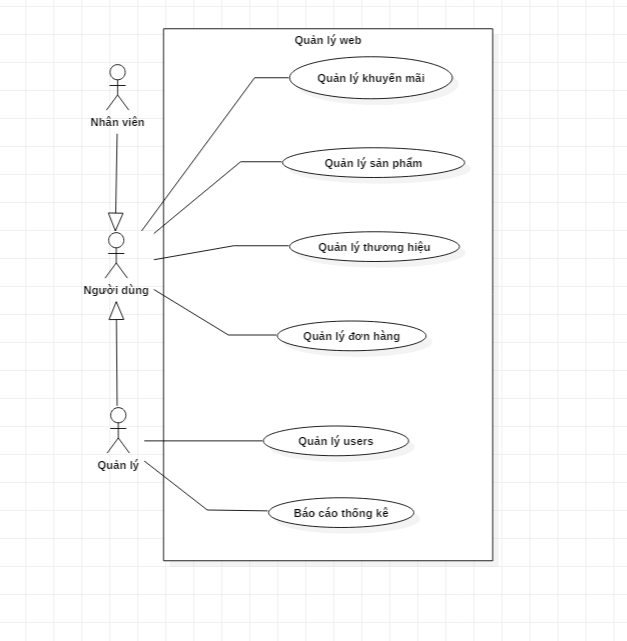 Quản lý web
Quản lý khuyến mãi
Nhân viên
Quản lý sản phẩm
Quản lý thương hiệu
Người dùng
Quản lý đơn hàng
Quản lý users
Quản lý
Báo cáo thống kê